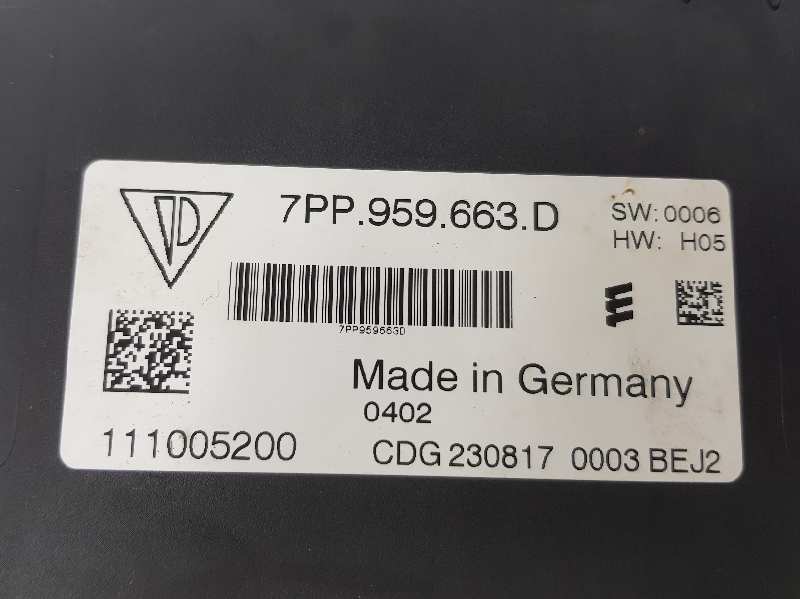 7PP.959.663.D
SW:0006
HW: H05
7PP959663D
Made in Germany
0402
111005200
CDG 230817 0003 BEJ2